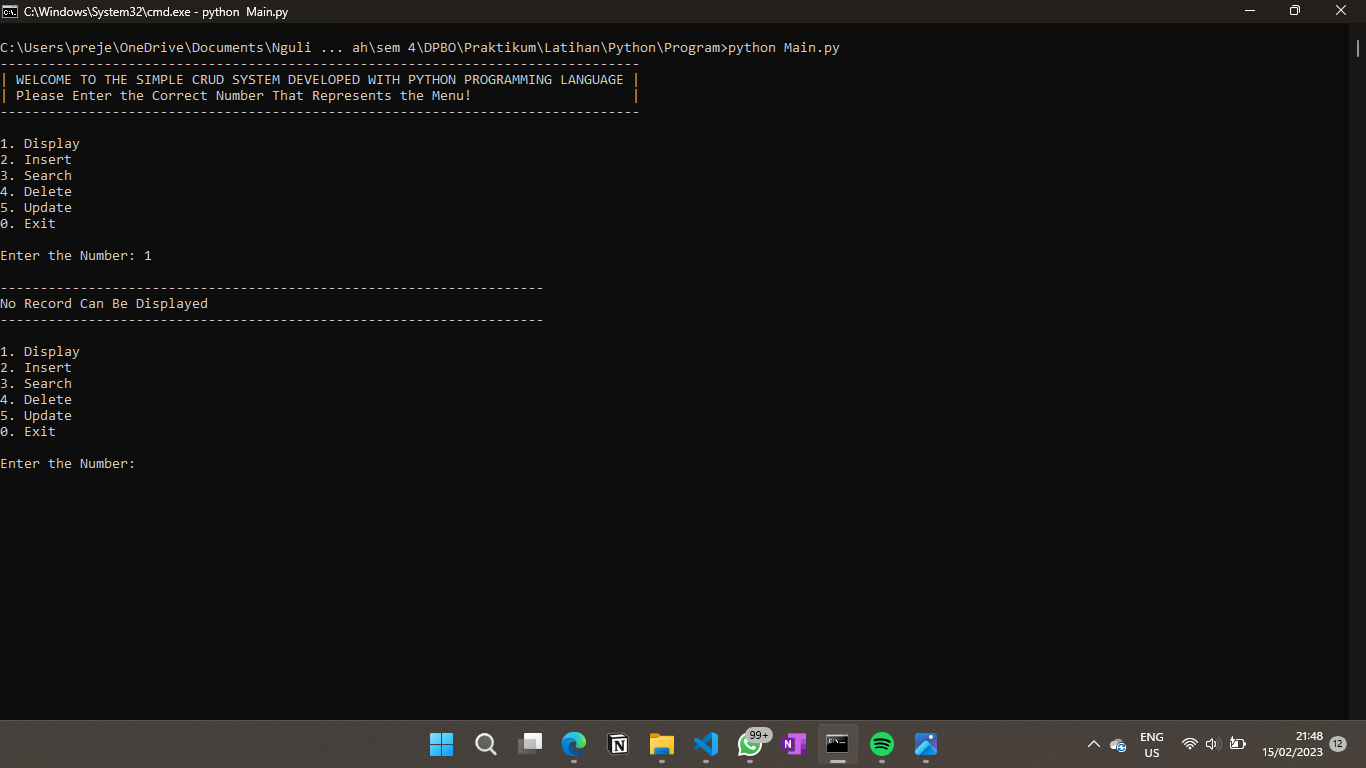 C:\Windows\System32\cmd.exe - python  Main.py
C:\Users\preje\OneDrive\Documents\Nguli ... ah\sem 4\DPBO\Praktikum\Latihan\Python\Program>python Main.py
--------------------------------------------------------------------------------
| WELCOME TO THE SIMPLE CRUD SYSTEM DEVELOPED WITH PYTHON PROGRAMMING LANGUAGE |
| Please Enter the Correct Number That Represents the Menu!                    |
--------------------------------------------------------------------------------
1. Display
2. Insert
3. Search
4. Delete
5. Update
0. Exit
Enter the Number: 1
--------------------------------------------------------------------
No Record Can Be Displayed
--------------------------------------------------------------------
1. Display
2. Insert
3. Search
4. Delete
5. Update
0. Exit
Enter the Number:
99+
ENG
US
21:48
15/02/2023
12